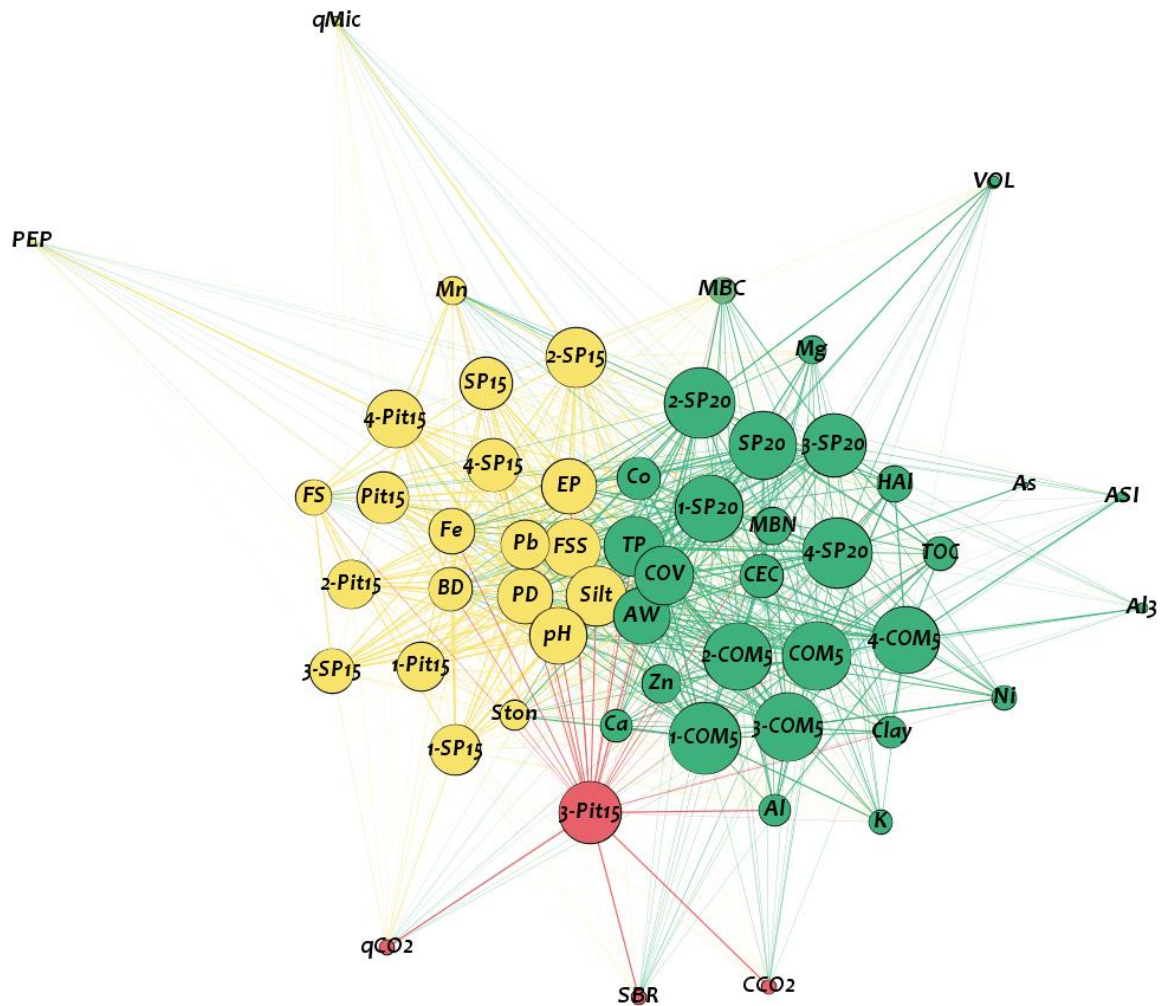 qMic
VOL
PEP
Mn
MBC
2-SP15
Mg
SP15
2-SP20
4-Pit15
SP20
3-SP20
4-SP15
Co
EP
HAI
As
FS
Pit15
1-SP20
ASI
MBN
Fe
Pb
FSS
TP
4-SP20
TOC
COV
CEC
2-Pit15
BD
PD
Silt
AW
Al3
pH
4-COM5
2-COM5
COM5
3-SP15
1-Pit15
Zn
Ni
Ston
Ca
1-COM5
3-COM5
Clay
1-SP15
3-Pit15
Al
K
qCO2
SBR
CCO2